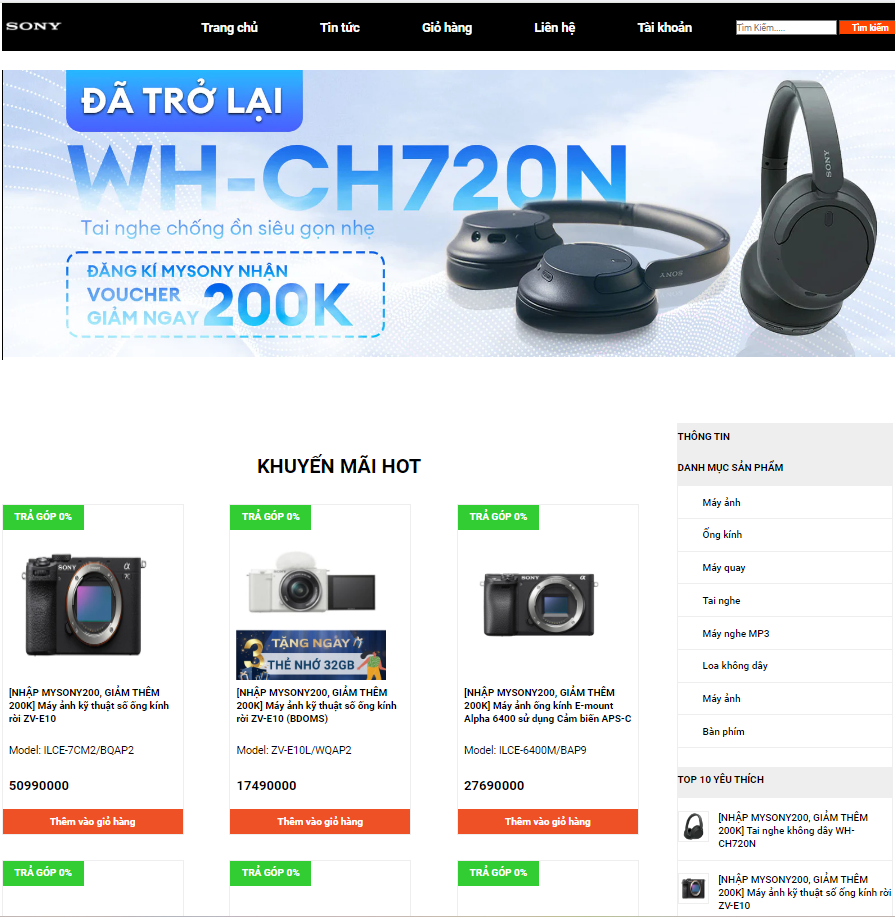 SONY
Trang chủ
Tin tức
Giỏ hàng
Liên hệ
Tài khoản
Tìm Kiếm.....
Tìm kiếm
ĐÃ TRỞ LẠI
WH-CH720N
Tai nghe chống ồn siêu gọn nhẹ
ĐĂNG KÍ MYSONY NHẬN
VOUCHER
GIẢM NGAY 200K
SONY
SONY
KHUYẾN MÃI HOT
TRẢ GÓP 0%
SONY
[NHẬP MYSONY200, GIẢM THÊM
200K] Máy ảnh kỹ thuật số ống kính
rời ZV-E10
Model: ILCE-7CM2/BQAP2
50990000
Thêm vào giỏ hàng
TRẢ GÓP 0%
3 TẶNG NGAY
THẺ NHỚ 32GB
[NHẬP MYSONY200, GIẢM THÊM
200K] Máy ảnh kỹ thuật số ống kính
rời ZV-E10 (BDOMS)
Model: ZV-E10L/WQAP2
17490000
Thêm vào giỏ hàng
TRẢ GÓP 0%
SONY
[NHẬP MYSONY200, GIẢM THÊM
200K] Máy ảnh ống kính E-mount
Alpha 6400 sử dụng Cảm biến APS-C
Model: ILCE-6400M/BAP9
27690000
Thêm vào giỏ hàng
TRẢ GÓP 0%
TRẢ GÓP 0%
TRẢ GÓP 0%
THÔNG TIN
DANH MỤC SẢN PHẨM
Máy ảnh
Ống kính
Máy quay
Tai nghe
Máy nghe MP3
Loa không dây
Máy ảnh
Bàn phím
TOP 10 YÊU THÍCH
[NHẬP MYSONY200, GIẢM THÊM
200K] Tai nghe không dây WH-
CH720N
[NHẬP MYSONY200, GIẢM THÊM
200K] Máy ảnh kỹ thuật số ống kính
rời ZV-E10